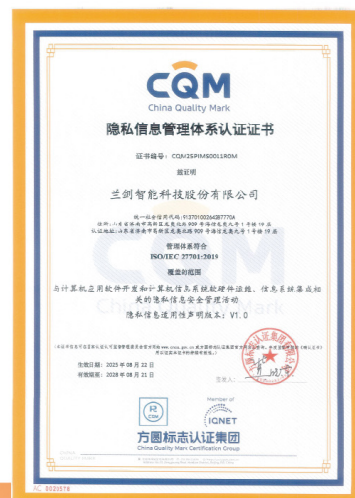 CQM
China Quality Mark
隐私信息管理体系认证证书
证书编号: CQM25PIMS0011R0M
兹证明
兰剑智能科技股份有限公司
统一社会信用代码:91370100264287770A
管理体系符合
ISO/IEC 27701:2019
覆盖的范围
与计算机应用软件开发和计算机信息系统软硬件运维、信息系统集成相
关的隐私信息安全管理活动
隐私信息适用性声明版本: V1.0
生效日期: 2025 年 08 月 22 日
有效期至: 2028 年 08 月 21 日
签发人:
Member of
IQNET
方圆标志认证集团
China Quality Mark Certification Group
AC 0023578